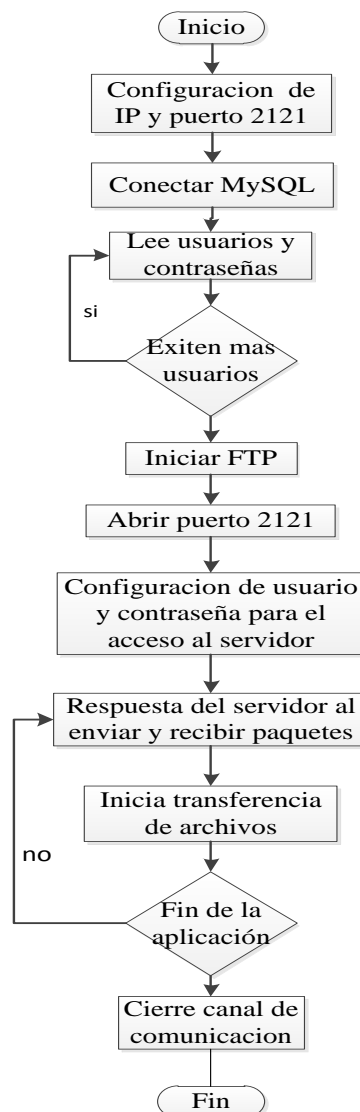 Inicio
Configuracion de
IP y puerto 2121
Conectar MySQL
Lee usuarios y
contraseñas
si
Exiten mas
usuarios
Iniciar FTP
Abrir puerto 2121
Configuracion de usuario
y contraseña para el
acceso al servidor
Respuesta del servidor al
enviar y recibir paquetes
Inicia transferencia
de archivos
no
Fin de la
aplicación
Cierre canal de
comunicacion
Fin